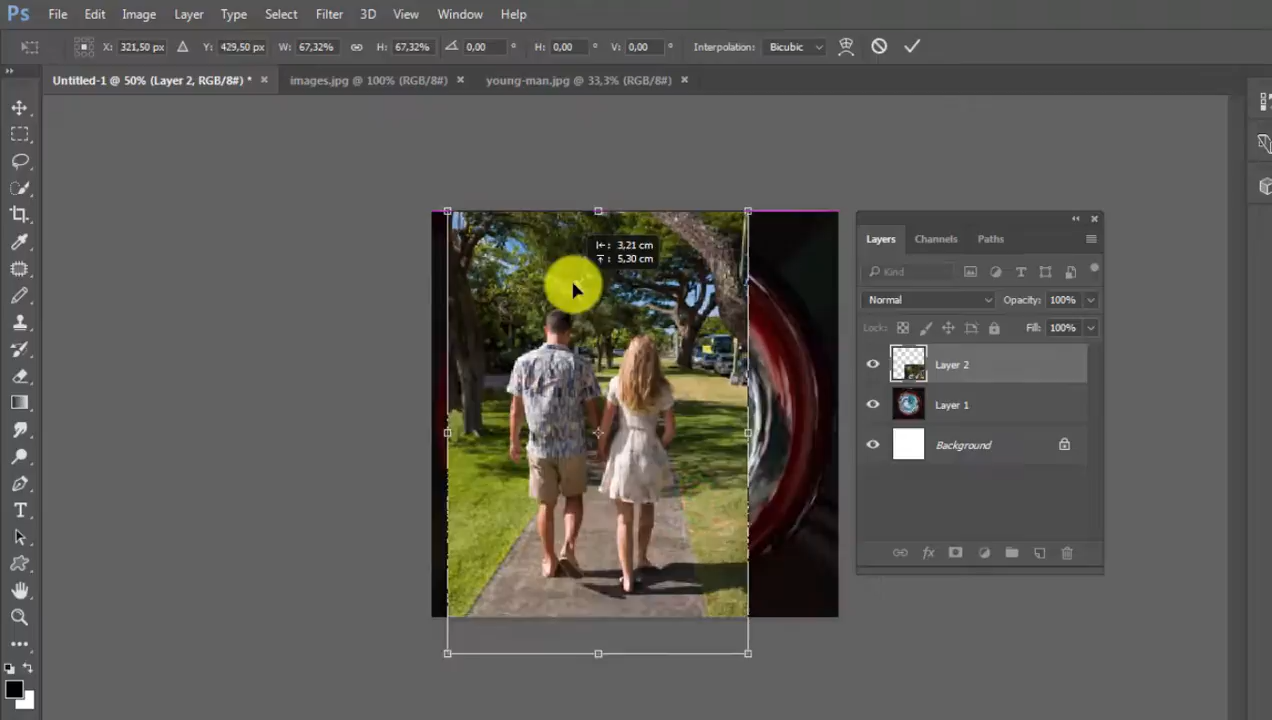 Ps File Edit Image Layer Type Select Filter 3D View Window Help
X: 321,50 px Y: 429,50 px W: 67,32% H: 67,32% 0,00 ° H: 0,00 ° V: 0,00 ° Interpolation: Bicubic
Untitled-1 @ 50% (Layer 2, RGB/8#) * × images.jpg @ 100% (RGB/8#) × young-man.jpg @ 33,3% (RGB/8#) ×
3,21 cm
5,30 cm
Layers Channels Paths
Kind
Normal Opacity: 100%
Lock: Fill: 100%
Layer 2
Layer 1
Background
fx